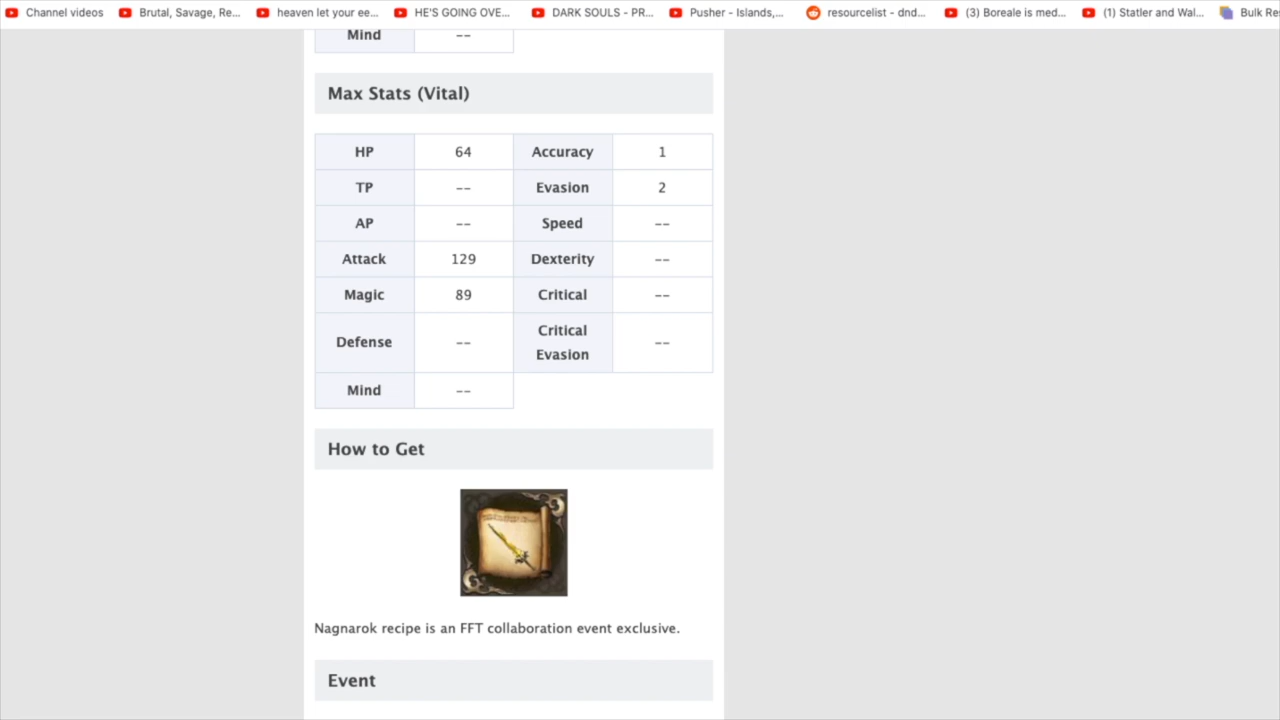 Channel videos Brutal, Savage, Re... heaven let your ee... HE'S GOING OVE... DARK SOULS - PR... Pusher - Islands,... resourcelist - dnd... (3) Boreale is med... (1) Statler and Wal... Bulk Re
Mind --
Max Stats (Vital)
HP 64 Accuracy 1
TP -- Evasion 2
AP -- Speed --
Attack 129 Dexterity --
Magic 89 Critical --
Defense -- Critical Evasion --
Mind --
How to Get
Nagnarok recipe is an FFT collaboration event exclusive.
Event